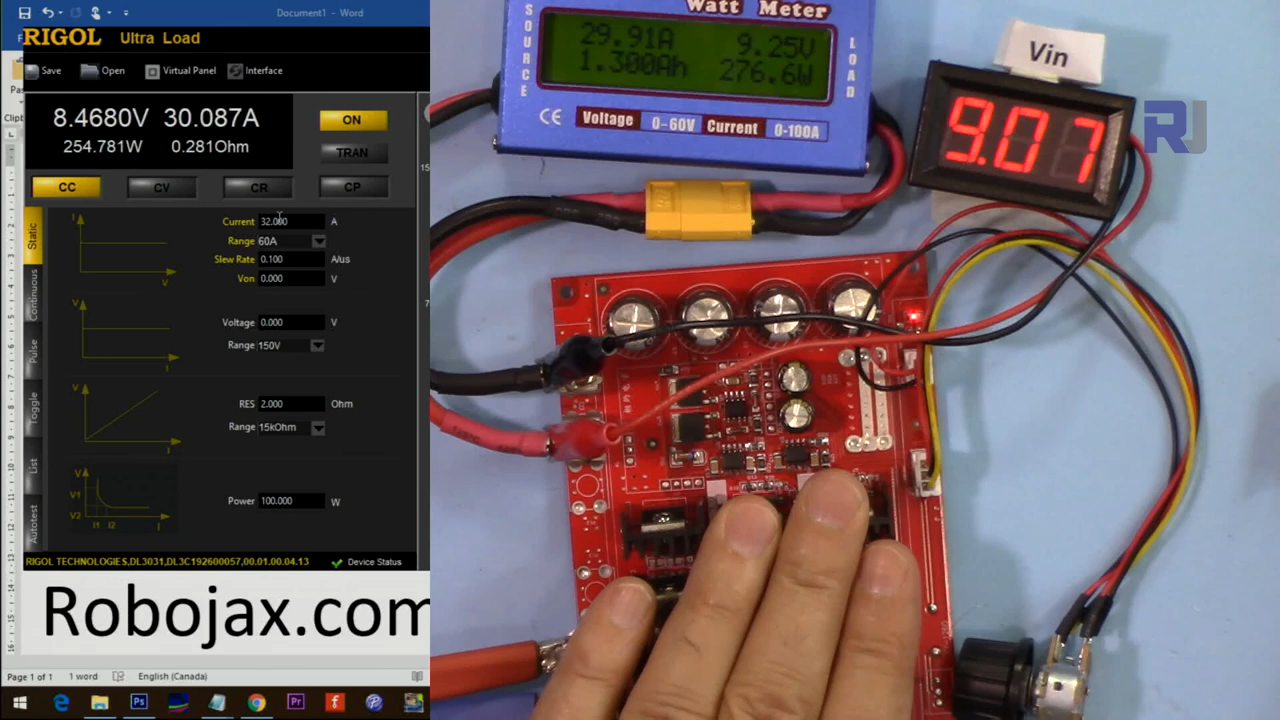 Document1 - Word
RIGOL Ultra Load
Save Open Virtual Panel Interface
8.4680V 30.087A ON
254.781W 0.281Ohm TRAN
CC CV CR CP
Static
Continuous
Pulse
Toggle
List
Autotest
Current 32.000 A
Range 60A
Slew Rate 0.100 A/us
Von 0.000 V
Voltage 0.000 V
Range 150V
RES 2.000 Ohm
Range 15kOhm
Power 100.000 W
I
V
V
I
V
I
V
V1
V2
I1 I2 I
RIGOL TECHNOLOGIES,DL3031,DL3C192600057,00.01.00.04.13 Device Status
Robojax.com
Page 1 of 1 1 word English (Canada)
Watt Meter
SOURCE
LOAD
29.91A 9.25V
1.300Ah 276.6W
CE Voltage 0-60V Current 0-100A
Vin
9.07
RJ